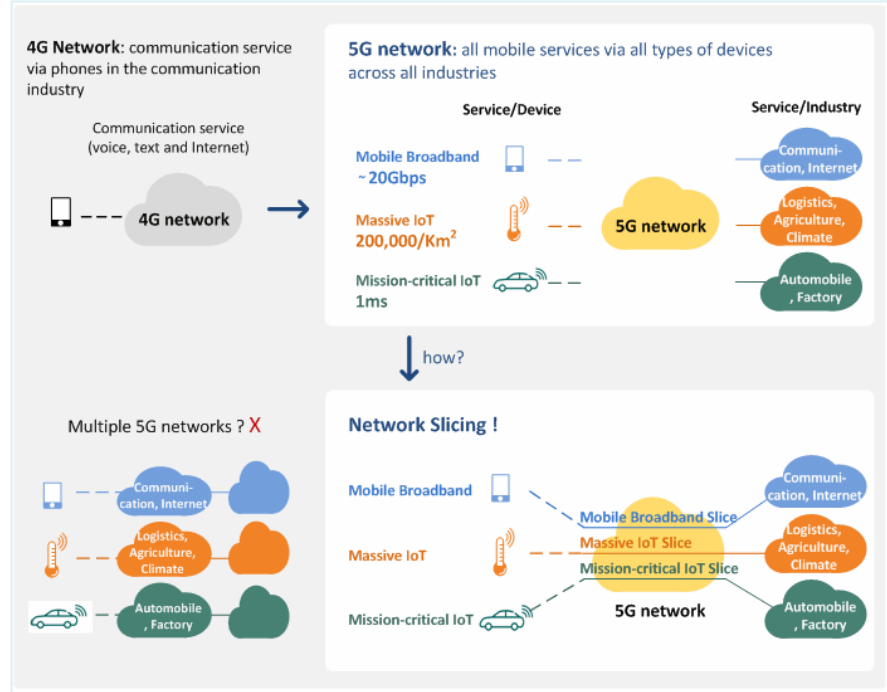 4G Network: communication service
via phones in the communication
industry
Communication service
(voice, text and Internet)
4G network
5G network: all mobile services via all types of devices
across all industries
Service/Device
Service/Industry
Mobile Broadband
~ 20Gbps
Communi-
cation, Internet
Massive IoT
200,000/Km²
5G network
Logistics,
Agriculture,
Climate
Mission-critical IoT
1ms
Automobile
, Factory
how?
Multiple 5G networks ? X
Communi-
cation, Internet
Logistics,
Agriculture,
Climate
Automobile
, Factory
Network Slicing !
Mobile Broadband
Mobile Broadband Slice
Communi-
cation, Internet
Massive IoT
Massive IoT Slice
Logistics,
Agriculture,
Climate
Mission-critical IoT Slice
Mission-critical IoT
5G network
Automobile
, Factory